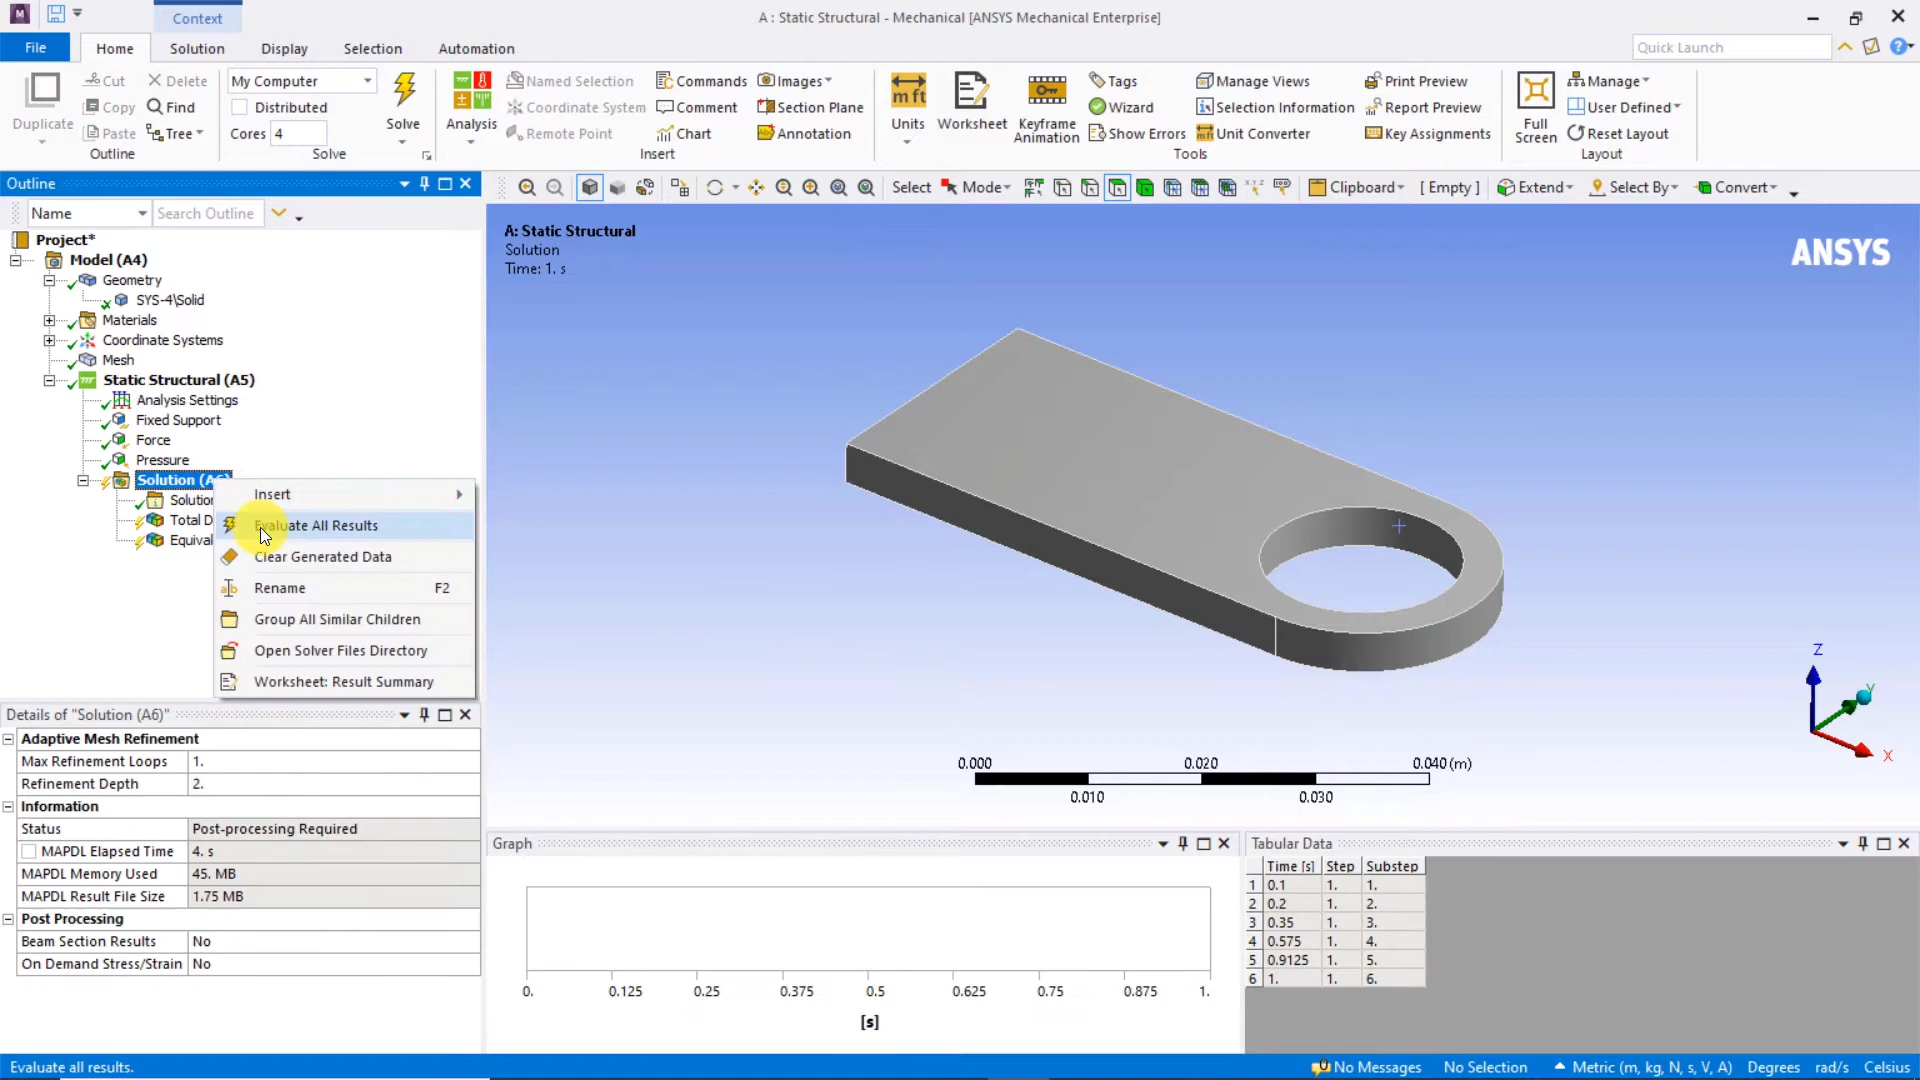 Context
A : Static Structural - Mechanical [ANSYS Mechanical Enterprise]
File Home Solution Display Selection Automation
Quick Launch
Duplicate
Cut
Copy
Paste
Delete
Find
Tree
Outline
My Computer
Distributed
Cores 4
Solve
Solve
Analysis
Named Selection
Coordinate System
Remote Point
Commands
Comment
Chart
Images
Section Plane
Annotation
Insert
Units
Worksheet
Keyframe
Animation
Tags
Wizard
Show Errors
Manage Views
Selection Information
Unit Converter
Print Preview
Report Preview
Key Assignments
Tools
Full
Screen
Manage
User Defined
Reset Layout
Layout
Outline
Name
Search Outline
Select Mode Clipboard [ Empty ] Extend Select By Convert
Project*
Model (A4)
Geometry
SYS-4\Solid
Materials
Coordinate Systems
Mesh
Static Structural (A5)
Analysis Settings
Fixed Support
Force
Pressure
Solution (A6)
Solution
Total D
Equival
Insert
Evaluate All Results
Clear Generated Data
Rename F2
Group All Similar Children
Open Solver Files Directory
Worksheet: Result Summary
A: Static Structural
Solution
Time: 1. s
ANSYS
Z
Y
X
0.000 0.020 0.040 (m)
0.010 0.030
Details of "Solution (A6)"
Adaptive Mesh Refinement
Max Refinement Loops 1.
Refinement Depth 2.
Information
Status Post-processing Required
MAPDL Elapsed Time 4. s
MAPDL Memory Used 45. MB
MAPDL Result File Size 1.75 MB
Post Processing
Beam Section Results No
On Demand Stress/Strain No
Graph
0. 0.125 0.25 0.375 0.5 0.625 0.75 0.875 1.
[s]
Tabular Data
Time [s] Step Substep
1 0.1 1. 1.
2 0.2 1. 2.
3 0.35 1. 3.
4 0.575 1. 4.
5 0.9125 1. 5.
6 1. 1. 6.
Evaluate all results.
No Messages No Selection Metric (m, kg, N, s, V, A) Degrees rad/s Celsius